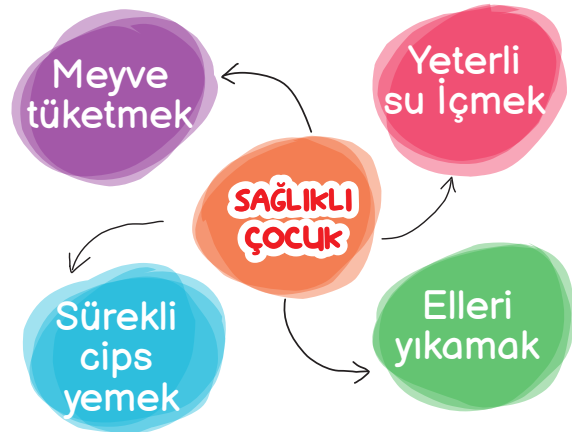 Meyve
tüketmek
Yeterli
su İçmek
SAĞLIKLI
ÇOCUK
Sürekli
cips
yemek
Elleri
yıkamak